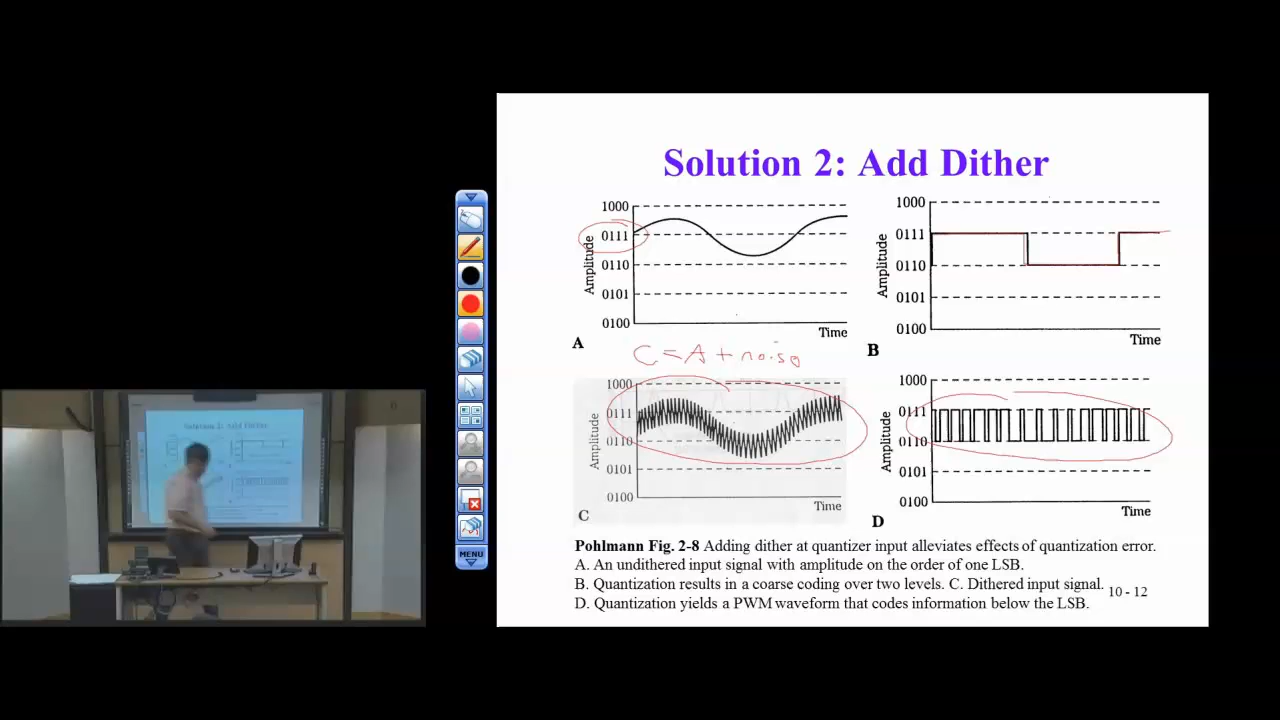 Solution 2: Add Dither
1000
0111
0110
0101
0100
Amplitude
Time
A
1000
0111
0110
0101
0100
Amplitude
Time
B
C = A + noise
1000
0111
0110
0101
0100
Amplitude
Time
C
1000
0111
0110
0101
0100
Amplitude
Time
D
Pohlmann Fig. 2-8 Adding dither at quantizer input alleviates effects of quantization error.
A. An undithered input signal with amplitude on the order of one LSB.
B. Quantization results in a coarse coding over two levels. C. Dithered input signal.
D. Quantization yields a PWM waveform that codes information below the LSB.
10 - 12
MENU
Solution 2: Add Dither